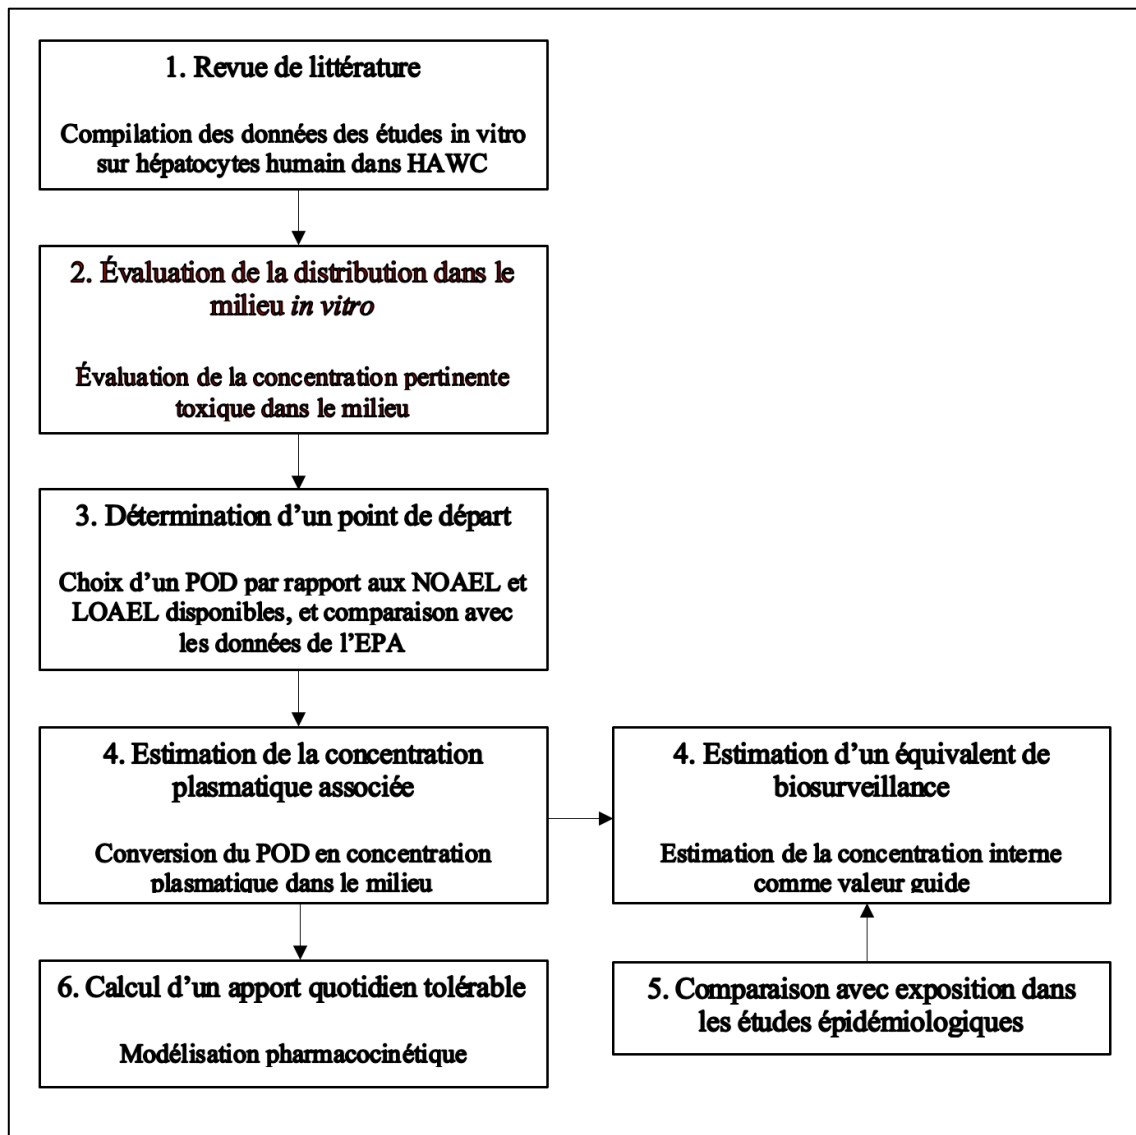 1. Revue de littérature
Compilation des données des études in vitro
sur hépatocytes humain dans HAWC
2. Évaluation de la distribution dans le
milieu in vitro
Évaluation de la concentration pertinente
toxique dans le milieu
3. Détermination d’un point de départ
Choix d’un POD par rapport aux NOAEL et
LOAEL disponibles, et comparaison avec
les données de l’EPA
4. Estimation de la concentration
plasmatique associée
Conversion du POD en concentration
plasmatique dans le milieu
4. Estimation d’un équivalent de
biosurveillance
Estimation de la concentration interne
comme valeur guide
6. Calcul d’un apport quotidien tolérable
Modélisation pharmacocinétique
5. Comparaison avec exposition dans
les études épidémiologiques